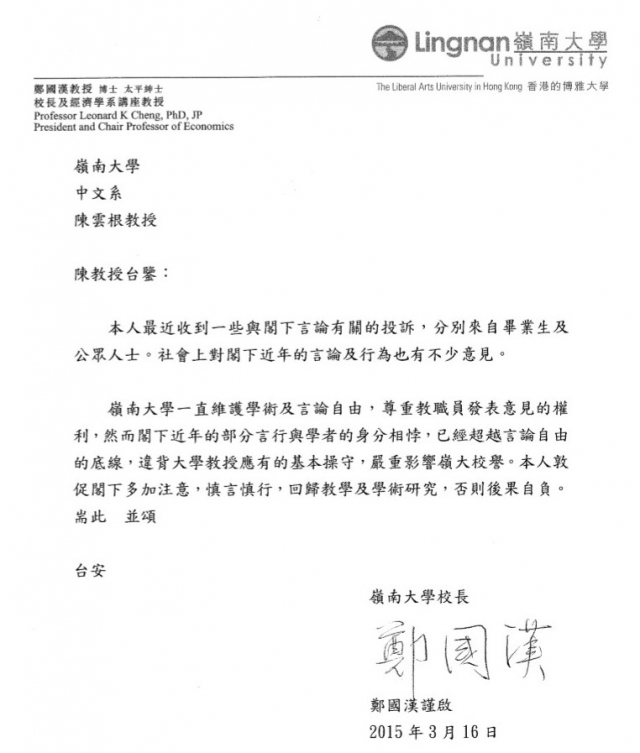 Lingnan 嶺南大學
University
The Liberal Arts University in Hong Kong 香港的博雅大學
鄭國漢教授 博士 太平紳士
校長及經濟學系講座教授
Professor Leonard K Cheng, PhD, JP
President and Chair Professor of Economics
嶺南大學
中文系
陳雲根教授
陳教授台鑒：
本人最近收到一些與閣下言論有關的投訴，分別來自畢業生及
公眾人士。社會上對閣下近年的言論及行為也有不少意見。
嶺南大學一直維護學術及言論自由，尊重教職員發表意見的權
利，然而閣下近年的部分言行與學者的身分相悖，已經超越言論自由
的底線，違背大學教授應有的基本操守，嚴重影響嶺大校譽。本人敦
促閣下多加注意，慎言慎行，回歸教學及學術研究，否則後果自負。
耑此　並頌
台安
嶺南大學校長
鄭國漢
鄭國漢謹啟
2015 年 3 月 16 日